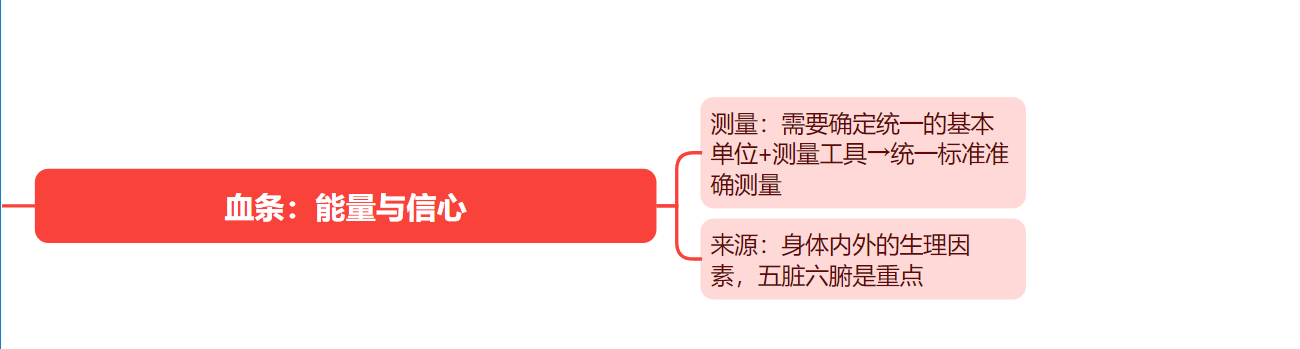 血条：能量与信心
测量：需要确定统一的基本
单位+测量工具→统一标准准
确测量
来源：身体内外的生理因
素，五脏六腑是重点